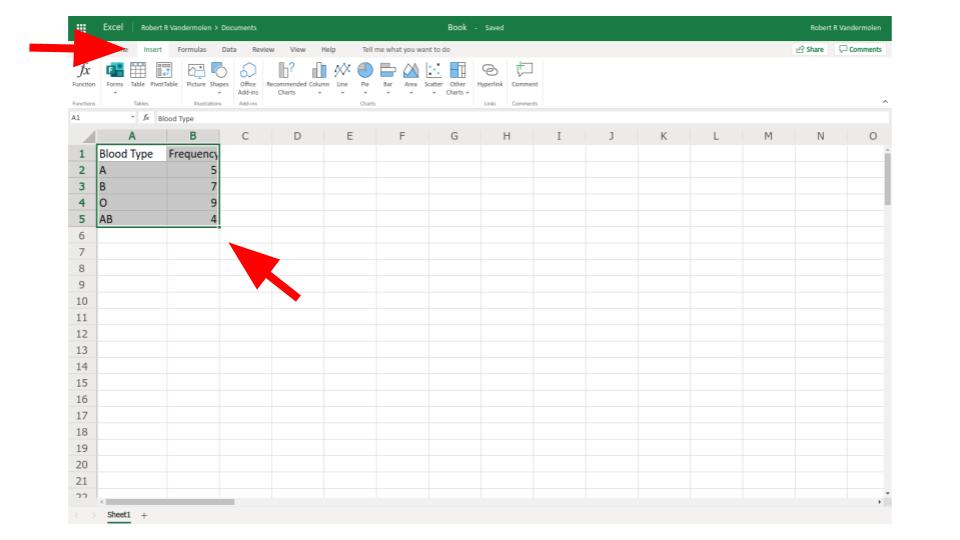 Excel Robert R Vandermolen > Documents Book - Saved Robert R Vandermolen
Insert Formulas Data Review View Help Tell me what you want to do Share Comments
fx
Function Forms Table PivotTable Picture Shapes Office Add-ins Recommended Charts Column Line Pie Bar Area Scatter Other Charts Hyperlink Comment
Functions Tables Illustrations Add-ins Charts Links Comments
A1 fx Blood Type
A B C D E F G H I J K L M N O
1 Blood Type Frequency
2 A 5
3 B 7
4 O 9
5 AB 4
6
7
8
9
10
11
12
13
14
15
16
17
18
19
20
21
22
Sheet1 +